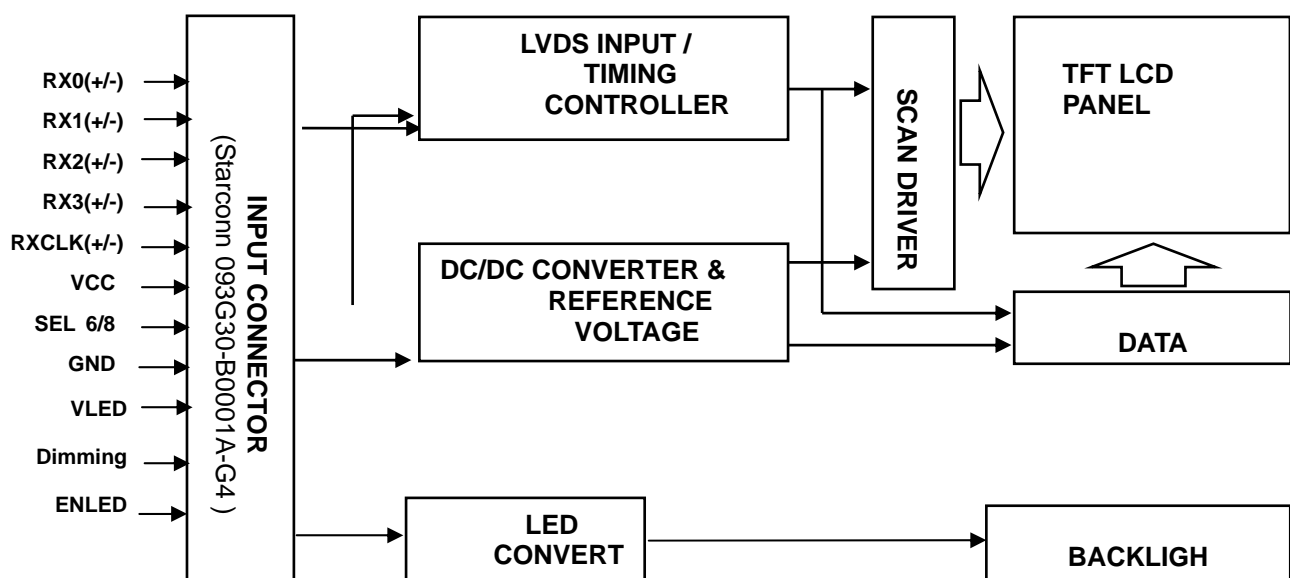 RX0(+/-)
RX1(+/-)
RX2(+/-)
RX3(+/-)
RXCLK(+/-)
VCC
SEL 6/8
GND
VLED
Dimming
ENLED
INPUT CONNECTOR
(Starconn 093G30-B0001A-G4 )
LVDS INPUT /
TIMING
CONTROLLER
DC/DC CONVERTER &
REFERENCE
VOLTAGE
LED
CONVERT
SCAN DRIVER
TFT LCD
PANEL
DATA
BACKLIGH